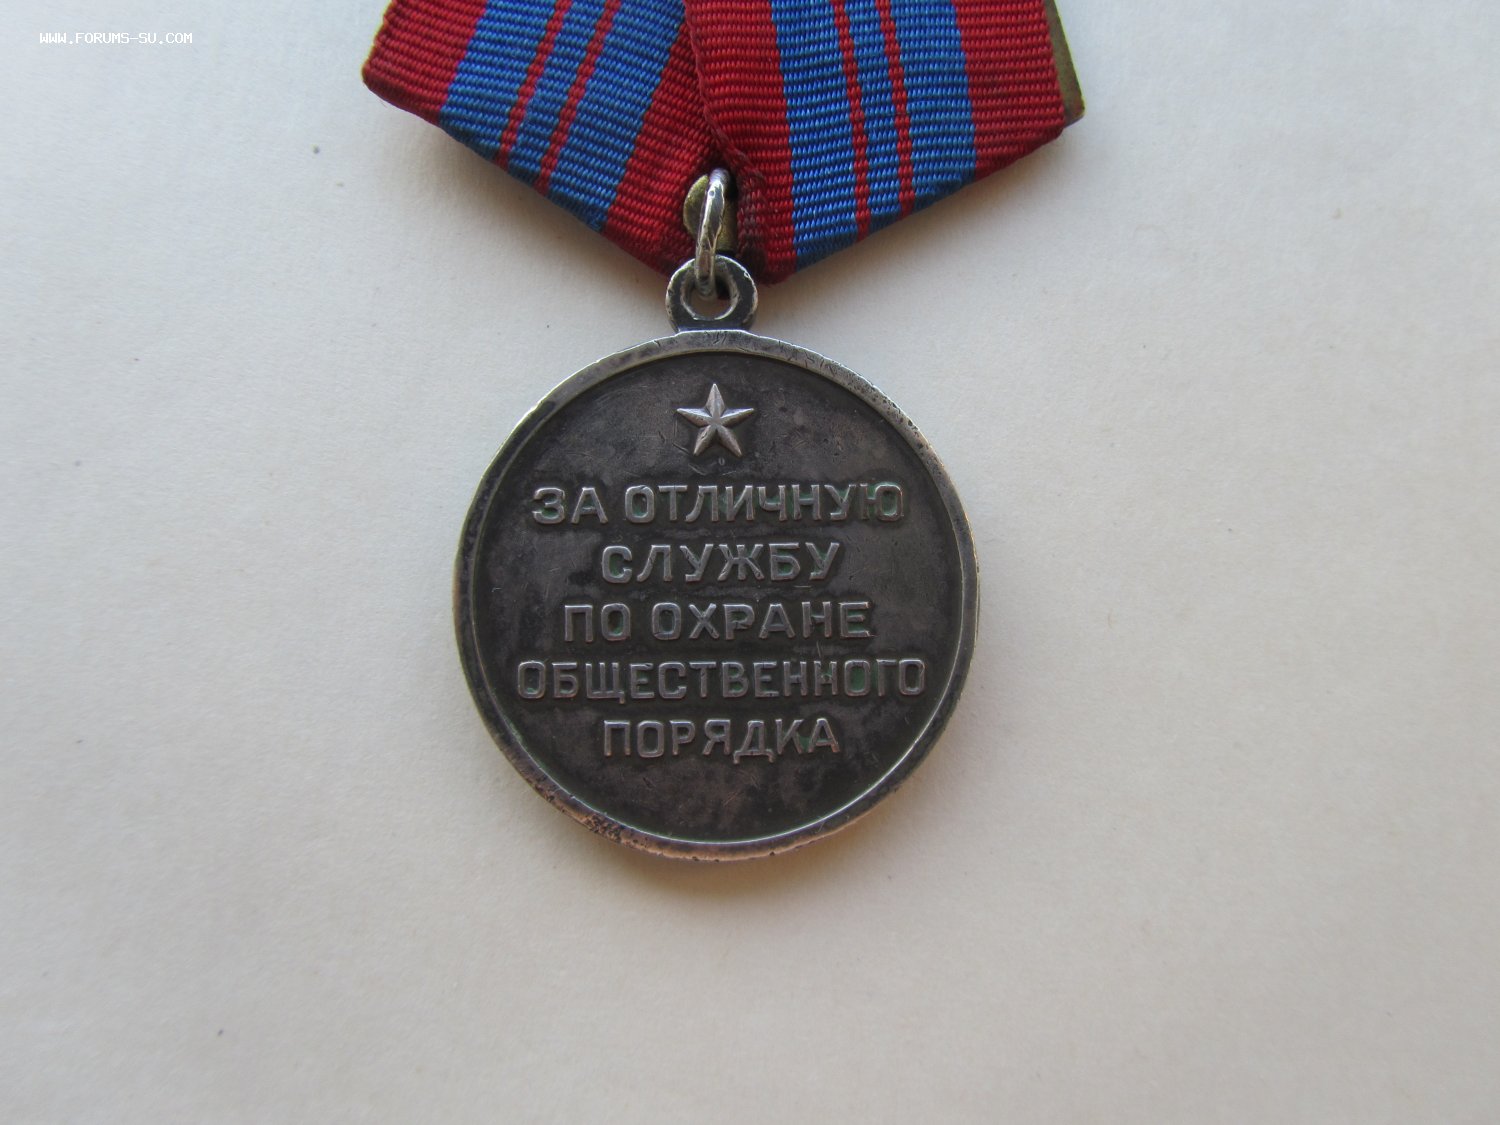 WWW.FORUMS-SU.COM
ЗА ОТЛИЧНУЮ
СЛУЖБУ
ПО ОХРАНЕ
ОБЩЕСТВЕННОГО
ПОРЯДКА